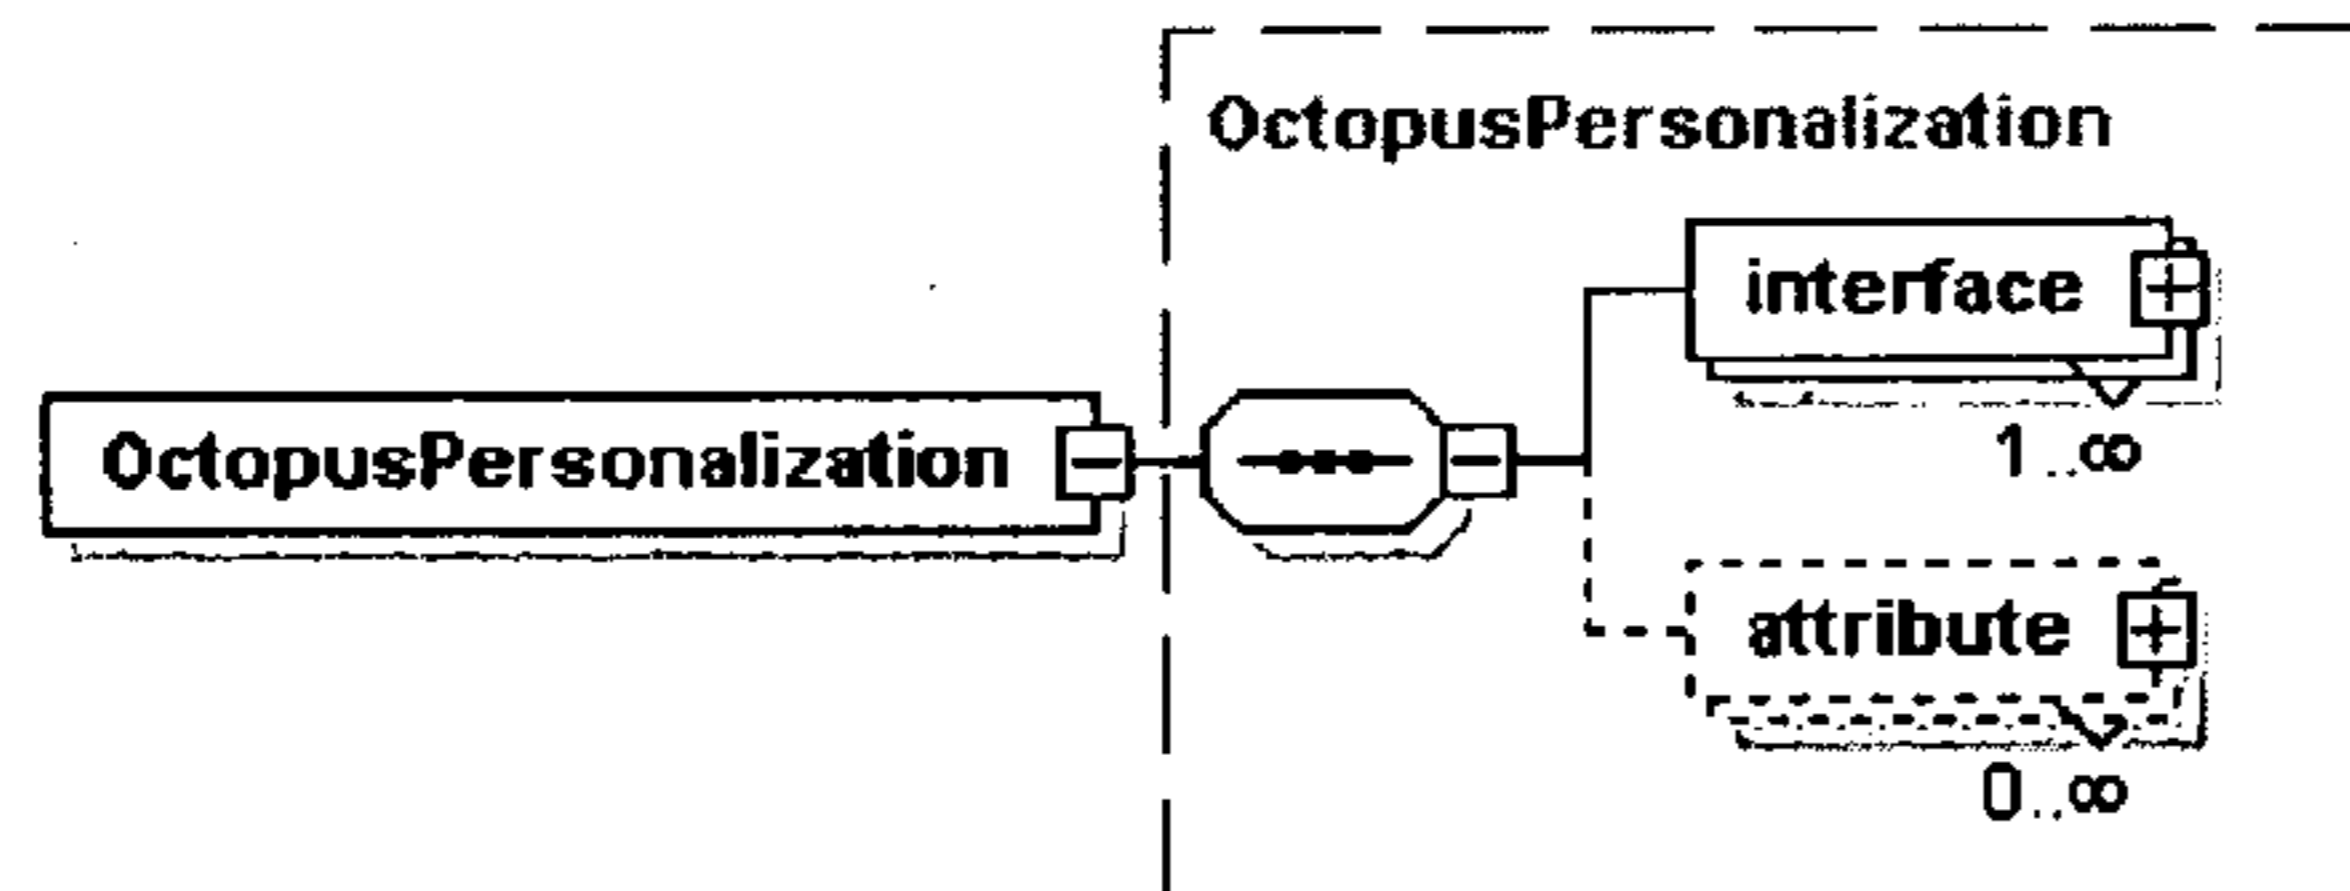 OctopusPersonalization
interface
1..∞
OctopusPersonalization
attribute
0..∞